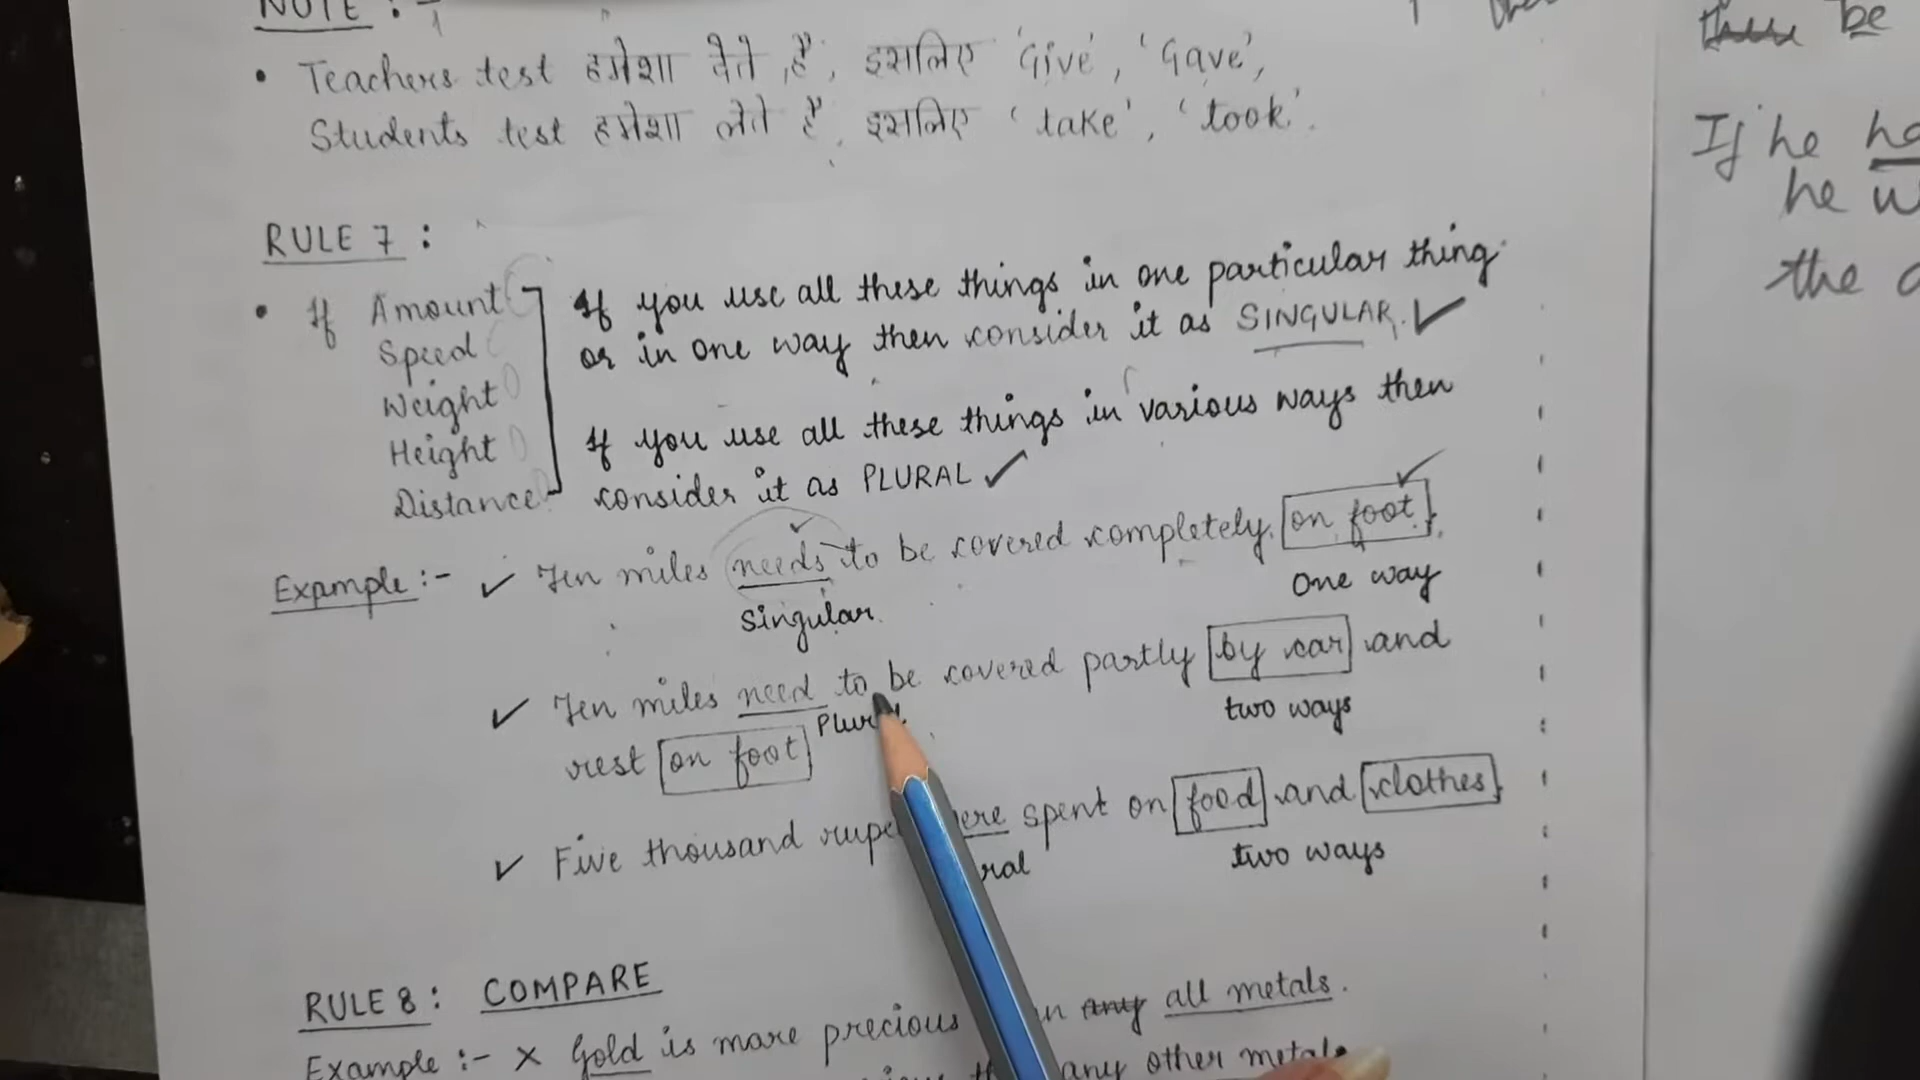 NOTE :
• Teachers test हमेशा देते हैं, इसलिए 'Give', 'Gave',
Students test हमेशा लेते हैं, इसलिए 'take', 'took'.
RULE 7 :
• If Amount
Speed
Weight
Height
Distance
If you use all these things in one particular thing
or in one way then consider it as SINGULAR. ✓
If you use all these things in various ways then
consider it as PLURAL ✓
Example :- ✓ Ten miles needs to be covered completely on foot.
Singular
One way
✓ Ten miles need to be covered partly by car and
Plural
two ways
rest on foot
✓ Five thousand spent on food and clothes
two ways
RULE 8 : COMPARE
Example :- × Gold is more precious any all metals.
any other metals
be
If he
he
the